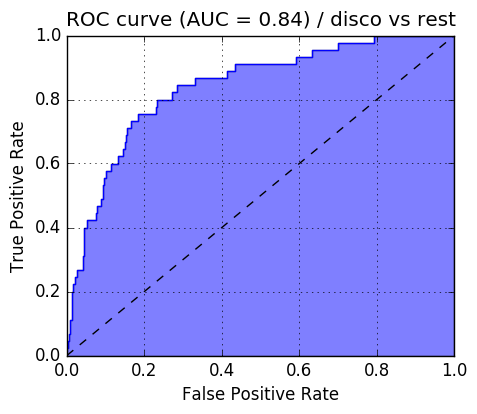 ROC curve (AUC = 0.84) / disco vs rest
1.0
0.8
0.6
0.4
0.2
0.0
True Positive Rate
0.0 0.2 0.4 0.6 0.8 1.0
False Positive Rate